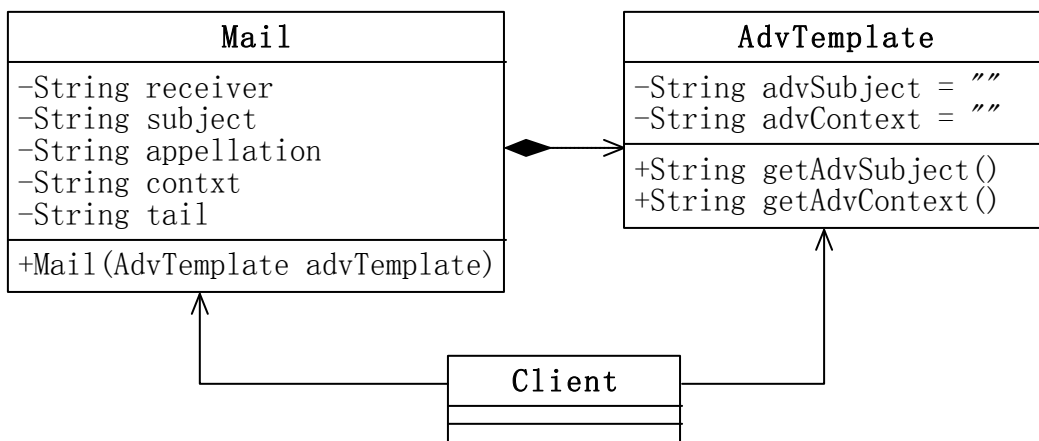 Mail
-String receiver
-String subject
-String appellation
-String contxt
-String tail
+Mail(AdvTemplate advTemplate)
AdvTemplate
-String advSubject = ""
-String advContext = ""
+String getAdvSubject()
+String getAdvContext()
Client